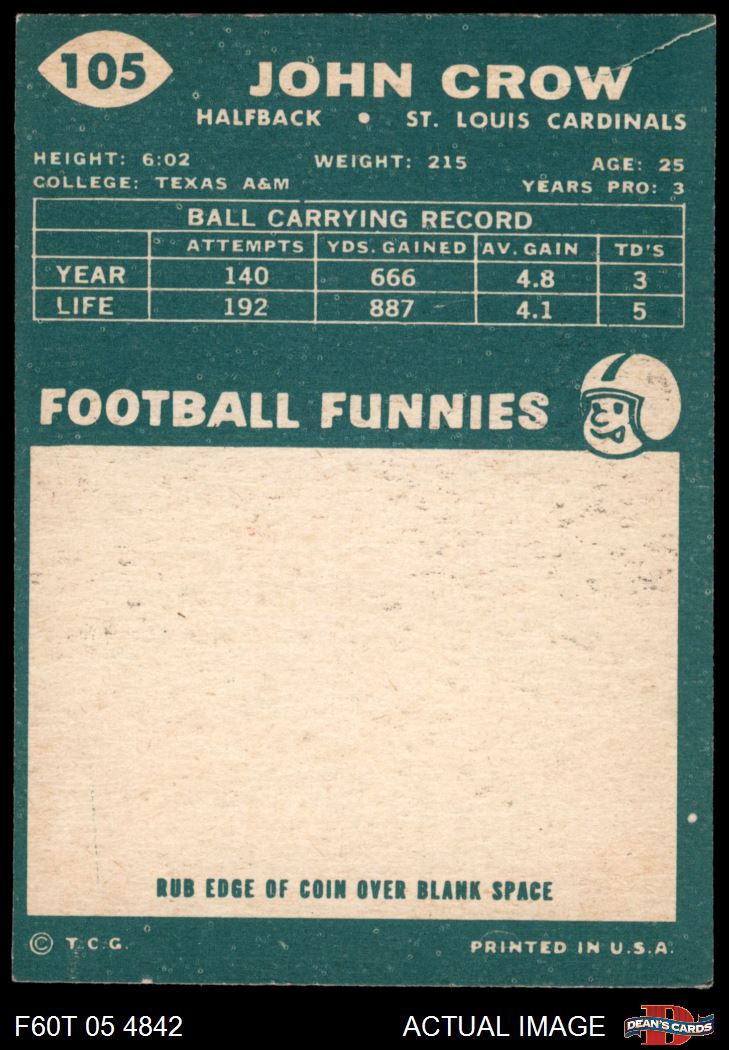 105
JOHN CROW
HALFBACK • ST. LOUIS CARDINALS
HEIGHT: 6:02 WEIGHT: 215 AGE: 25
COLLEGE: TEXAS A&M YEARS PRO: 3
BALL CARRYING RECORD
ATTEMPTS YDS. GAINED AV. GAIN TD'S
YEAR 140 666 4.8 3
LIFE 192 887 4.1 5
FOOTBALL FUNNIES
RUB EDGE OF COIN OVER BLANK SPACE
© T.C.G. PRINTED IN U.S.A.
F60T 05 4842 ACTUAL IMAGE D DEAN'S CARDS